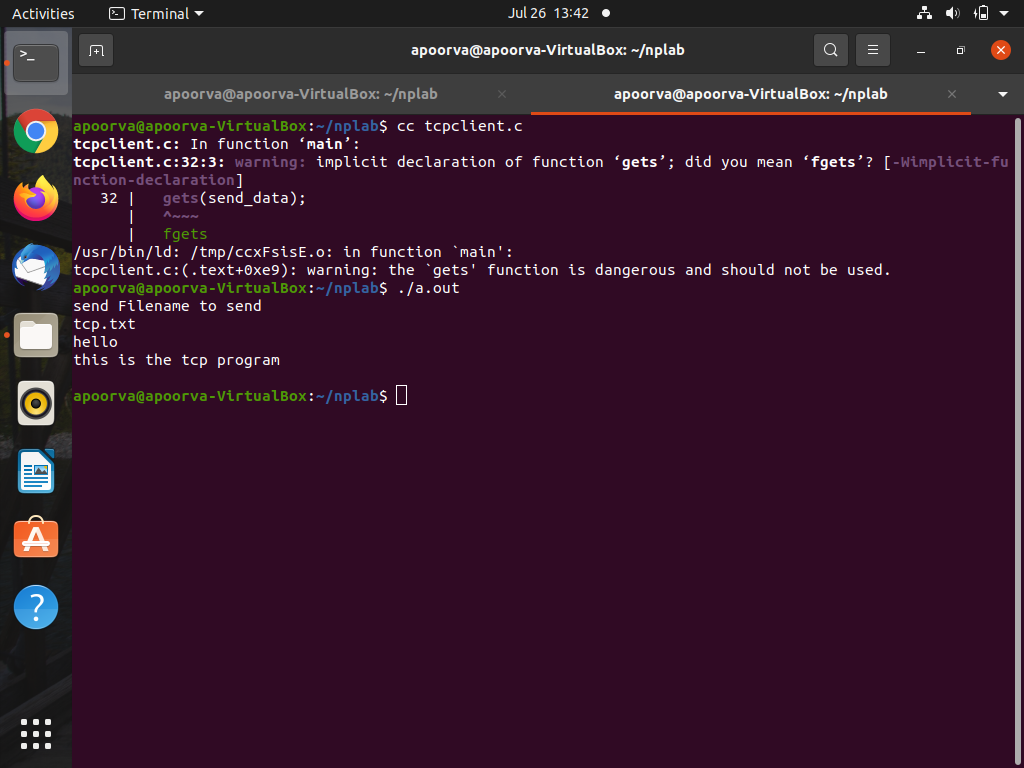 Activities
Terminal
Jul 26 13:42
apoorva@apoorva-VirtualBox: ~/nplab
apoorva@apoorva-VirtualBox: ~/nplab
apoorva@apoorva-VirtualBox: ~/nplab
apoorva@apoorva-VirtualBox:~/nplab$ cc tcpclient.c
tcpclient.c: In function ‘main’:
tcpclient.c:32:3: warning: implicit declaration of function ‘gets’; did you mean ‘fgets’? [-Wimplicit-fu
nction-declaration]
   32 |   gets(send_data);
      |   ^~~~
      |   fgets
/usr/bin/ld: /tmp/ccxFsisE.o: in function `main':
tcpclient.c:(.text+0xe9): warning: the `gets' function is dangerous and should not be used.
apoorva@apoorva-VirtualBox:~/nplab$ ./a.out
send Filename to send
tcp.txt
hello
this is the tcp program
apoorva@apoorva-VirtualBox:~/nplab$